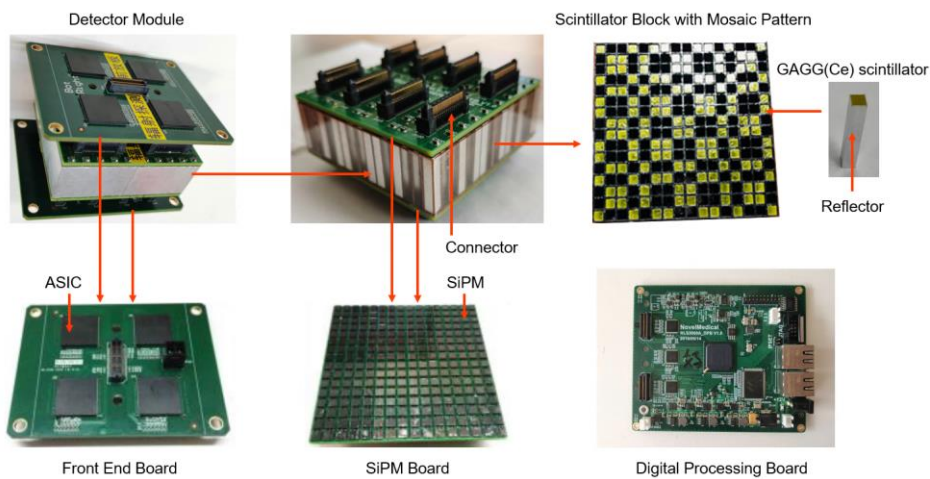 Detector Module
Scintillator Block with Mosaic Pattern
GAGG(Ce) scintillator
Reflector
Connector
ASIC
SiPM
NovelMedical
Front End Board
SiPM Board
Digital Processing Board